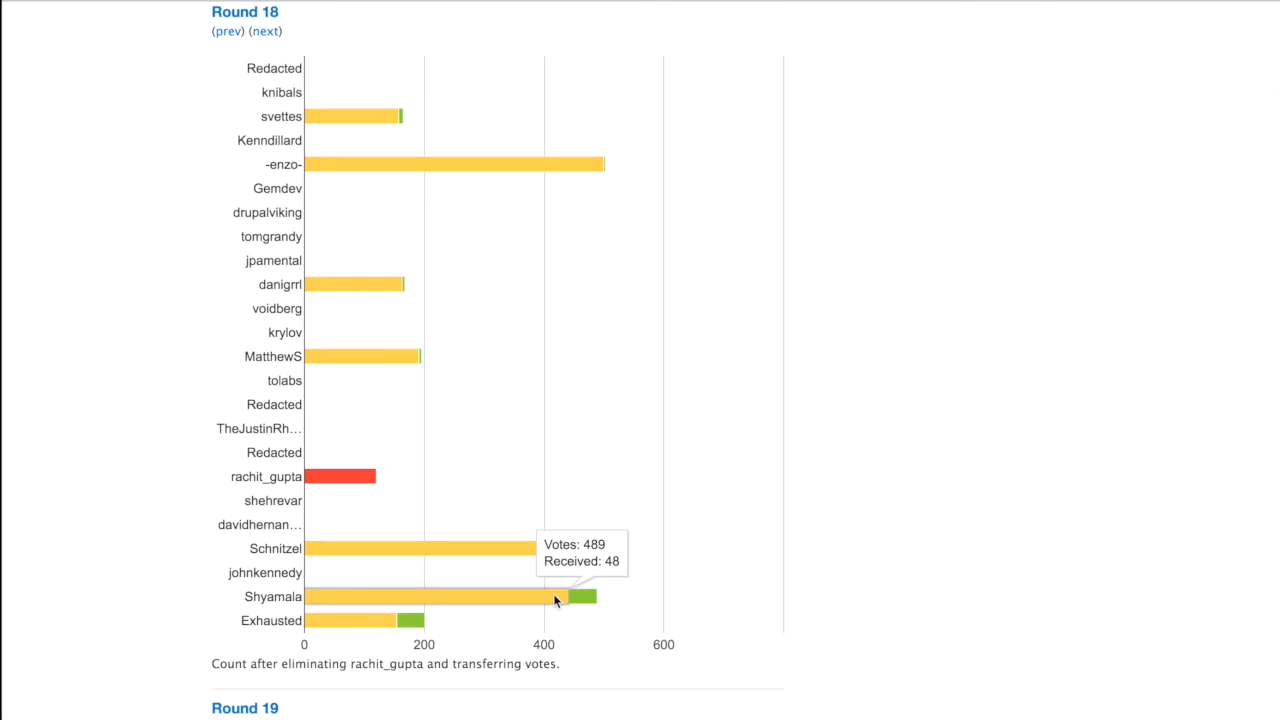 Round 18
(prev) (next)
Redacted
knibals
svettes
Kenndillard
-enzo-
Gemdev
drupalviking
tomgrandy
jpamental
danigrrl
voidberg
krylov
MatthewS
tolabs
Redacted
TheJustinRh...
Redacted
rachit_gupta
shehrevar
davidhernan...
Schnitzel
Votes: 489
Received: 48
johnkennedy
Shyamala
Exhausted
0 200 400 600
Count after eliminating rachit_gupta and transferring votes.
Round 19